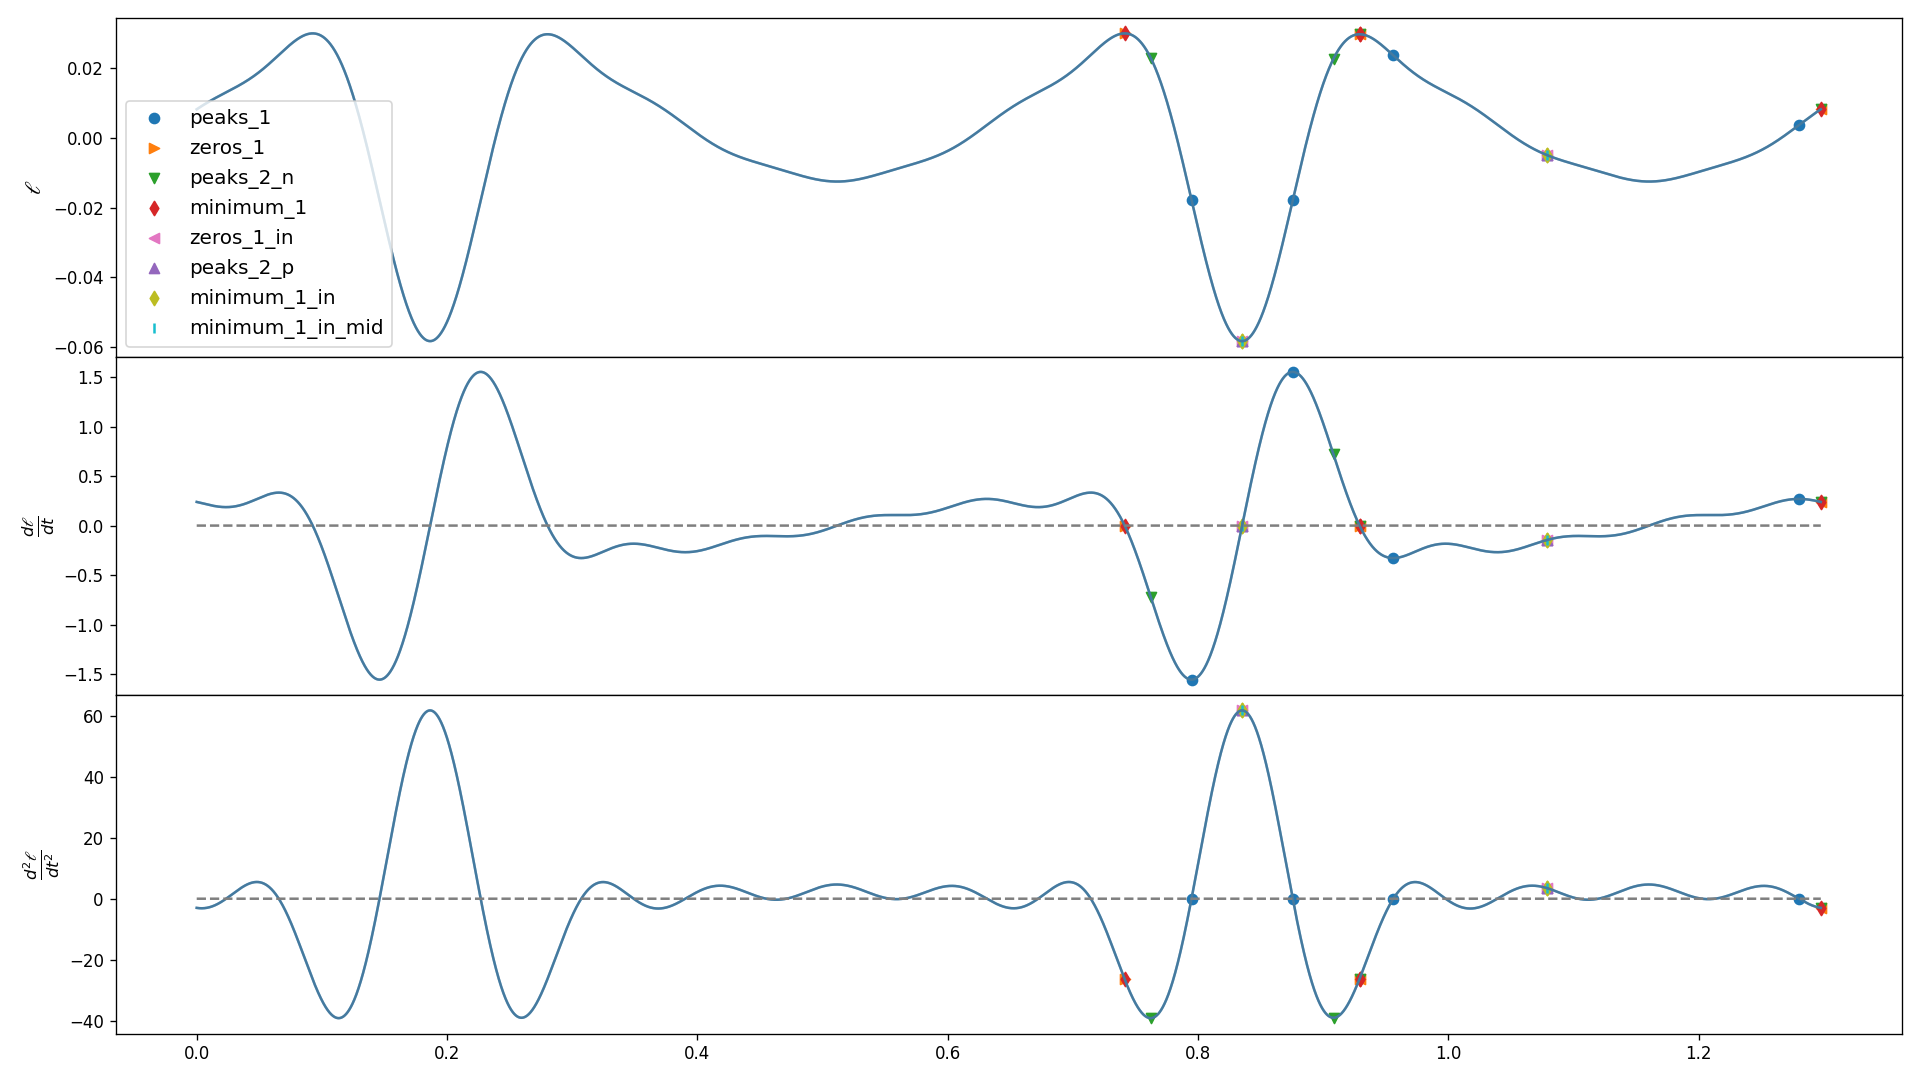 0.02
0.00
−0.02
−0.04
−0.06
ℓ
peaks_1
zeros_1
peaks_2_n
minimum_1
zeros_1_in
peaks_2_p
minimum_1_in
minimum_1_in_mid
1.5
1.0
0.5
0.0
−0.5
−1.0
−1.5
dℓ
dt
60
40
20
0
−20
−40
d²ℓ
dt²
0.0 0.2 0.4 0.6 0.8 1.0 1.2